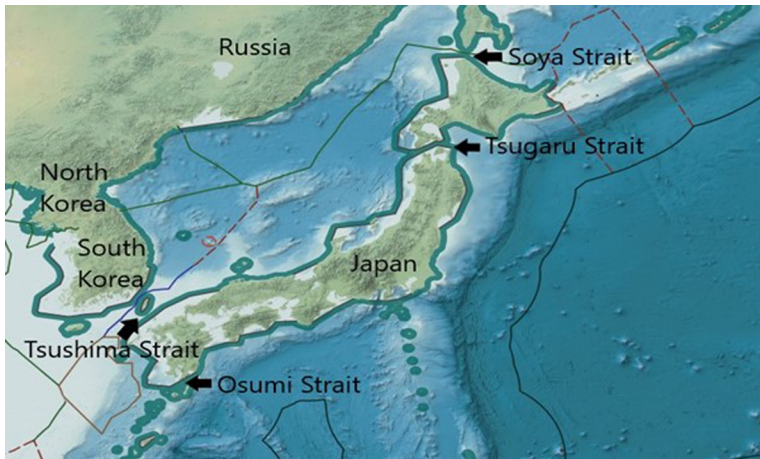 Russia
Soya Strait
Tsugaru Strait
North
Korea
South
Korea
Japan
Tsushima Strait
Osumi Strait